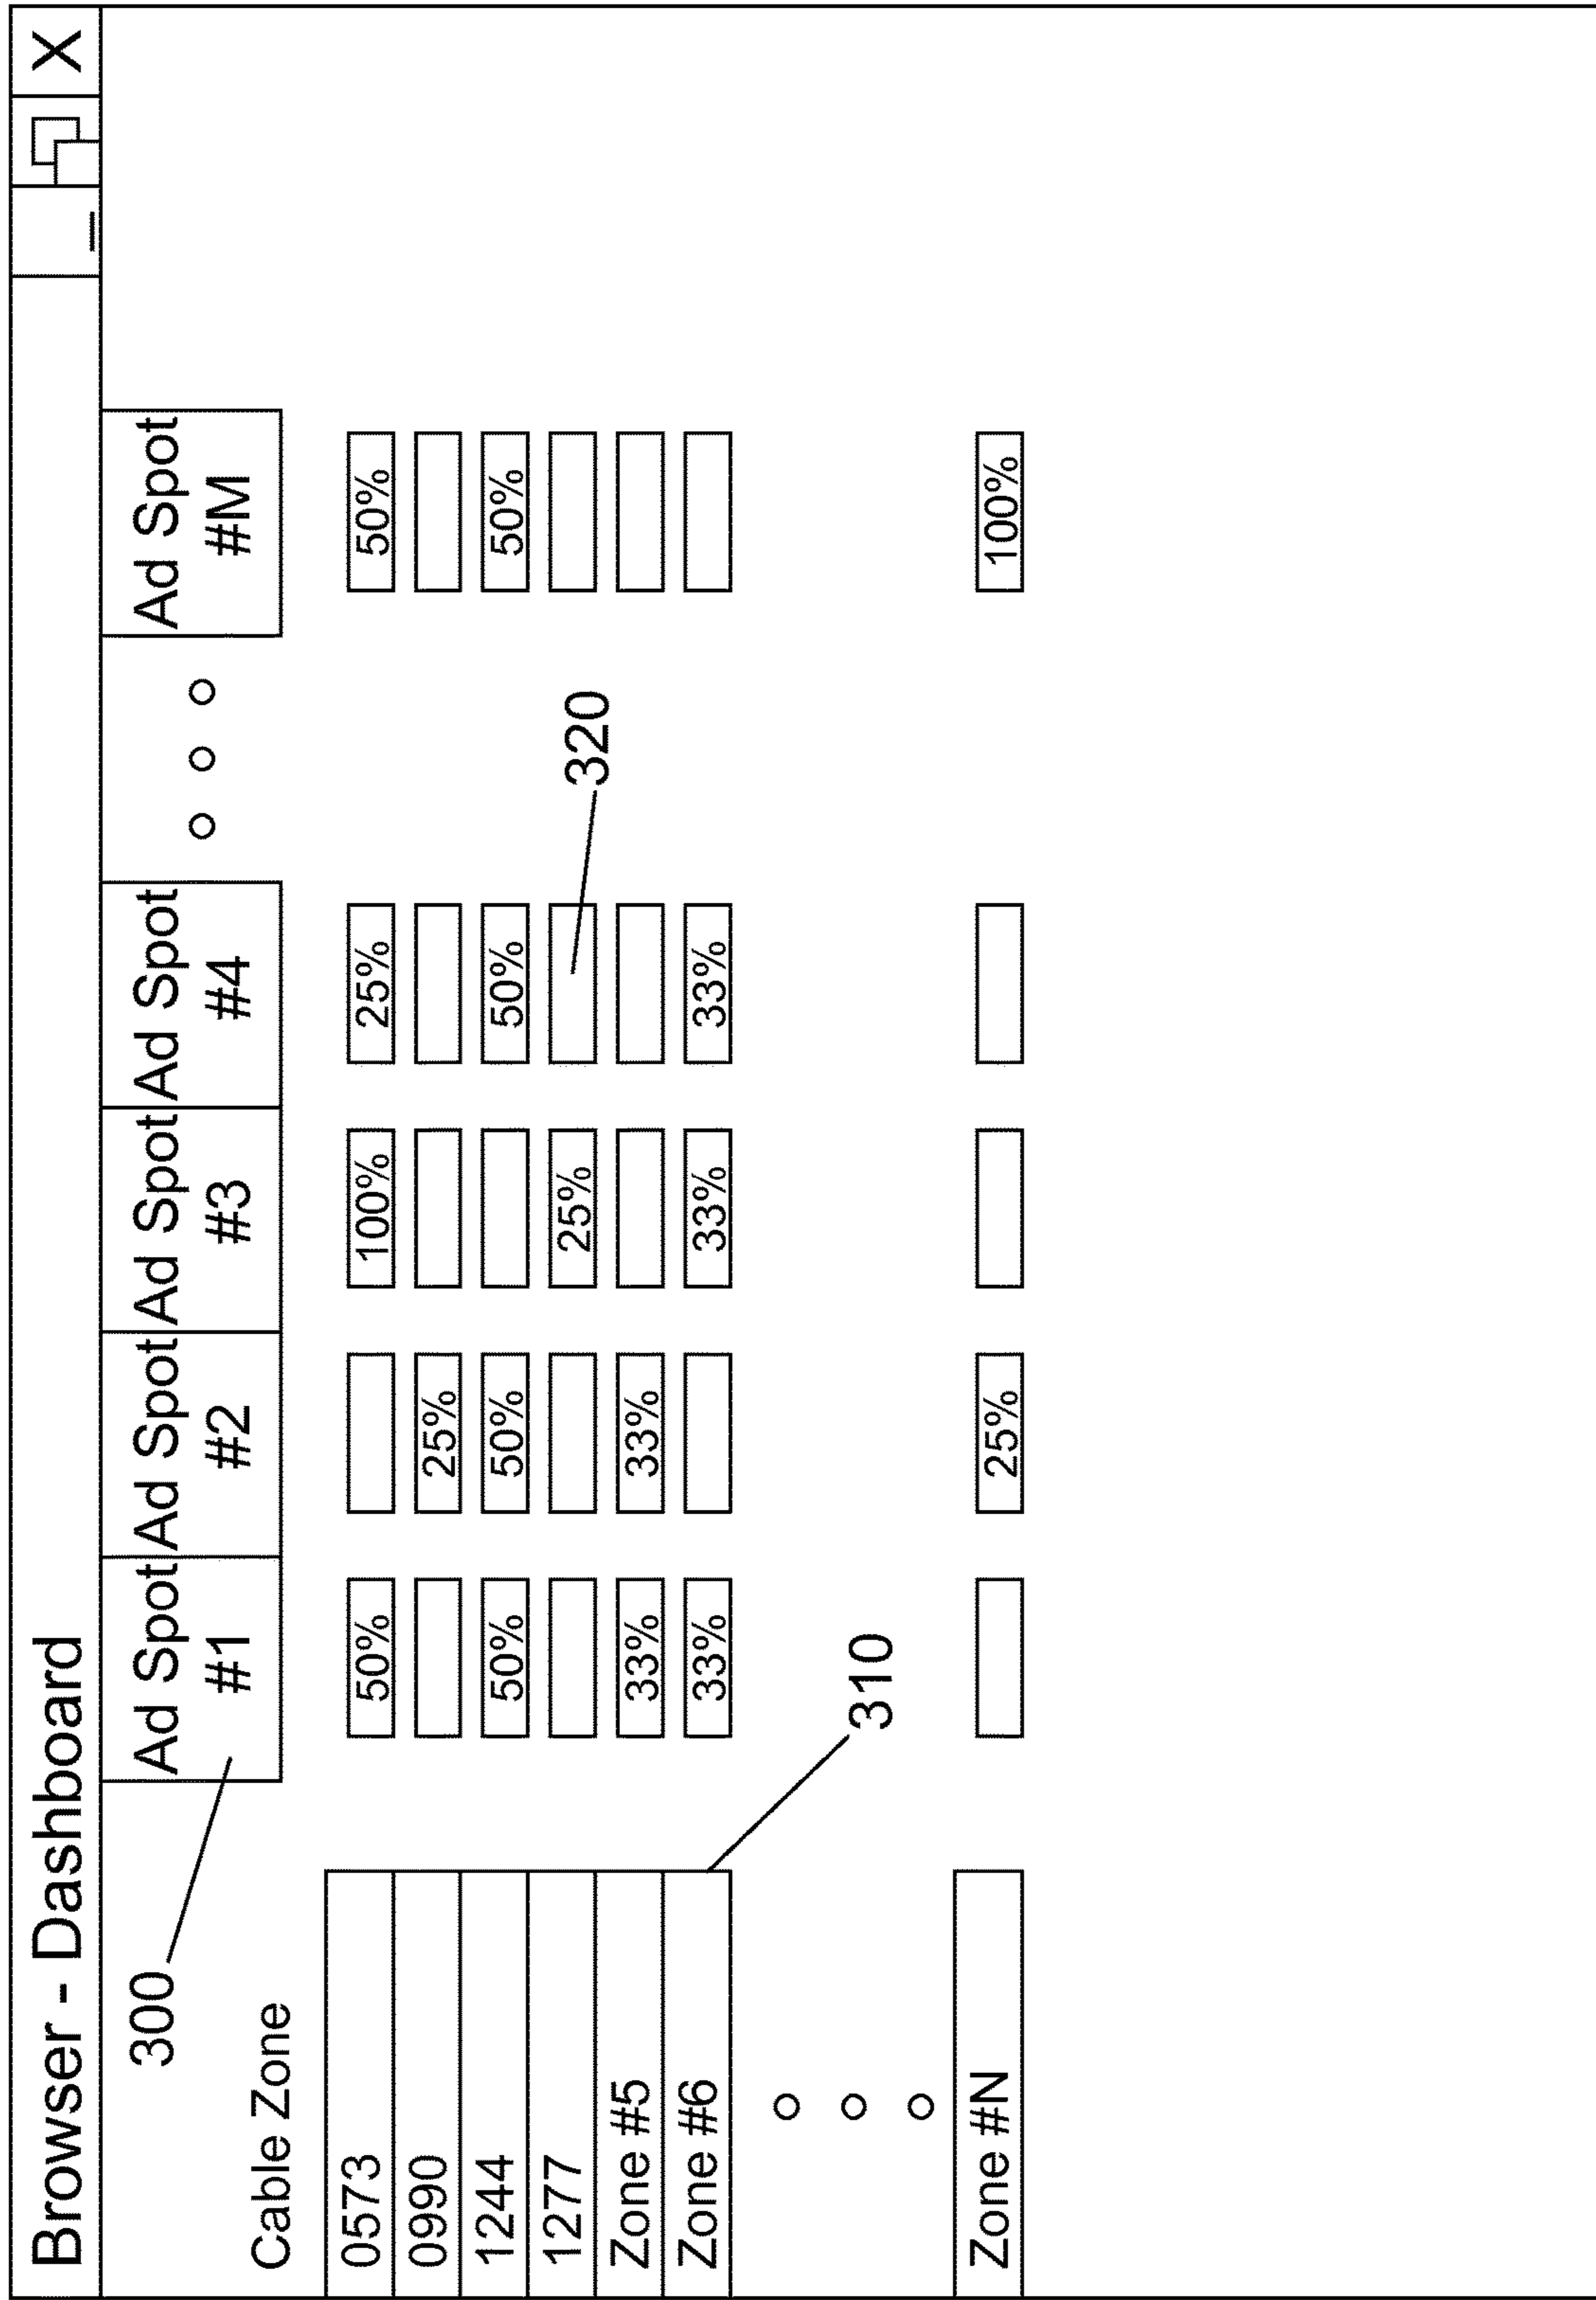 Browser - Dashboard _ X
300
Cable Zone
Ad Spot #1
Ad Spot #2
Ad Spot #3
Ad Spot #4
Ad Spot #M
0573 50% 100% 25% 50%
0990 25%
1244 50% 50% 50% 50%
1277 25%
320
Zone #5 33% 33%
Zone #6 33% 33% 33%
310
Zone #N 25% 100%